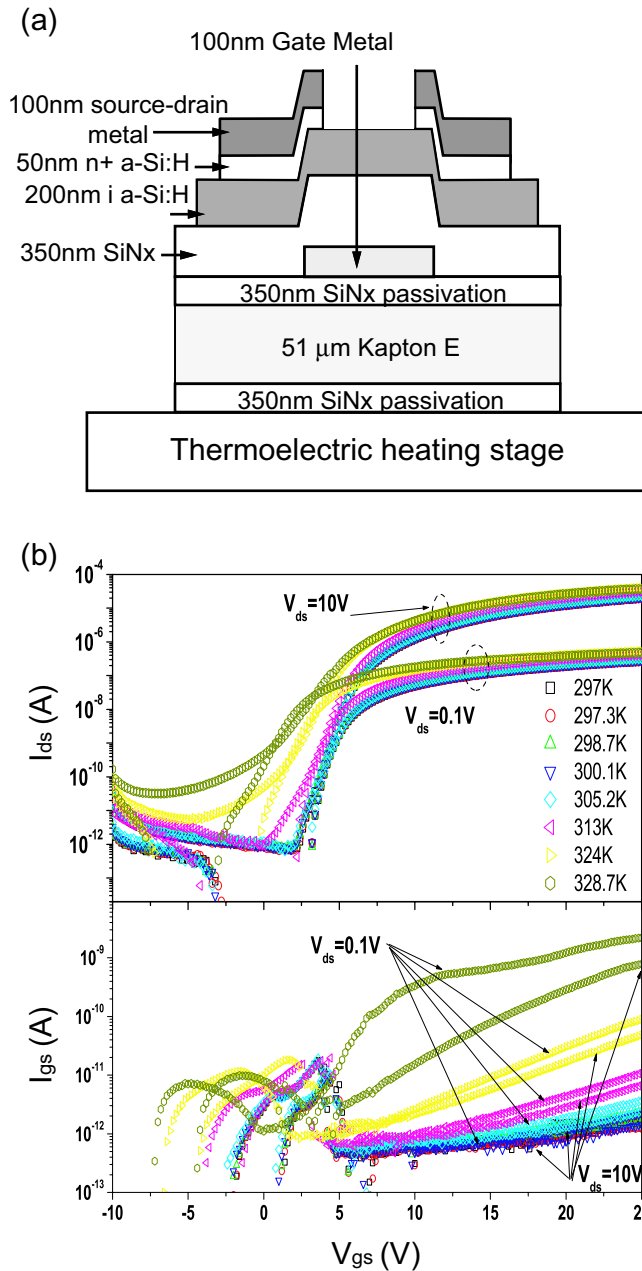 (a)
100nm Gate Metal
100nm source-drain
metal
50nm n+ a-Si:H
200nm i a-Si:H
350nm SiNx
350nm SiNx passivation
51 μm Kapton E
350nm SiNx passivation
Thermoelectric heating stage
(b)
10⁻⁴
10⁻⁶
10⁻⁸
10⁻¹⁰
10⁻¹²
Ids (A)
Vds=10V
Vds=0.1V
297K
297.3K
298.7K
300.1K
305.2K
313K
324K
328.7K
10⁻⁹
10⁻¹⁰
10⁻¹¹
10⁻¹²
10⁻¹³
Igs (A)
Vds=0.1V
Vds=10V
-10 -5 0 5 10 15 20 25
Vgs (V)